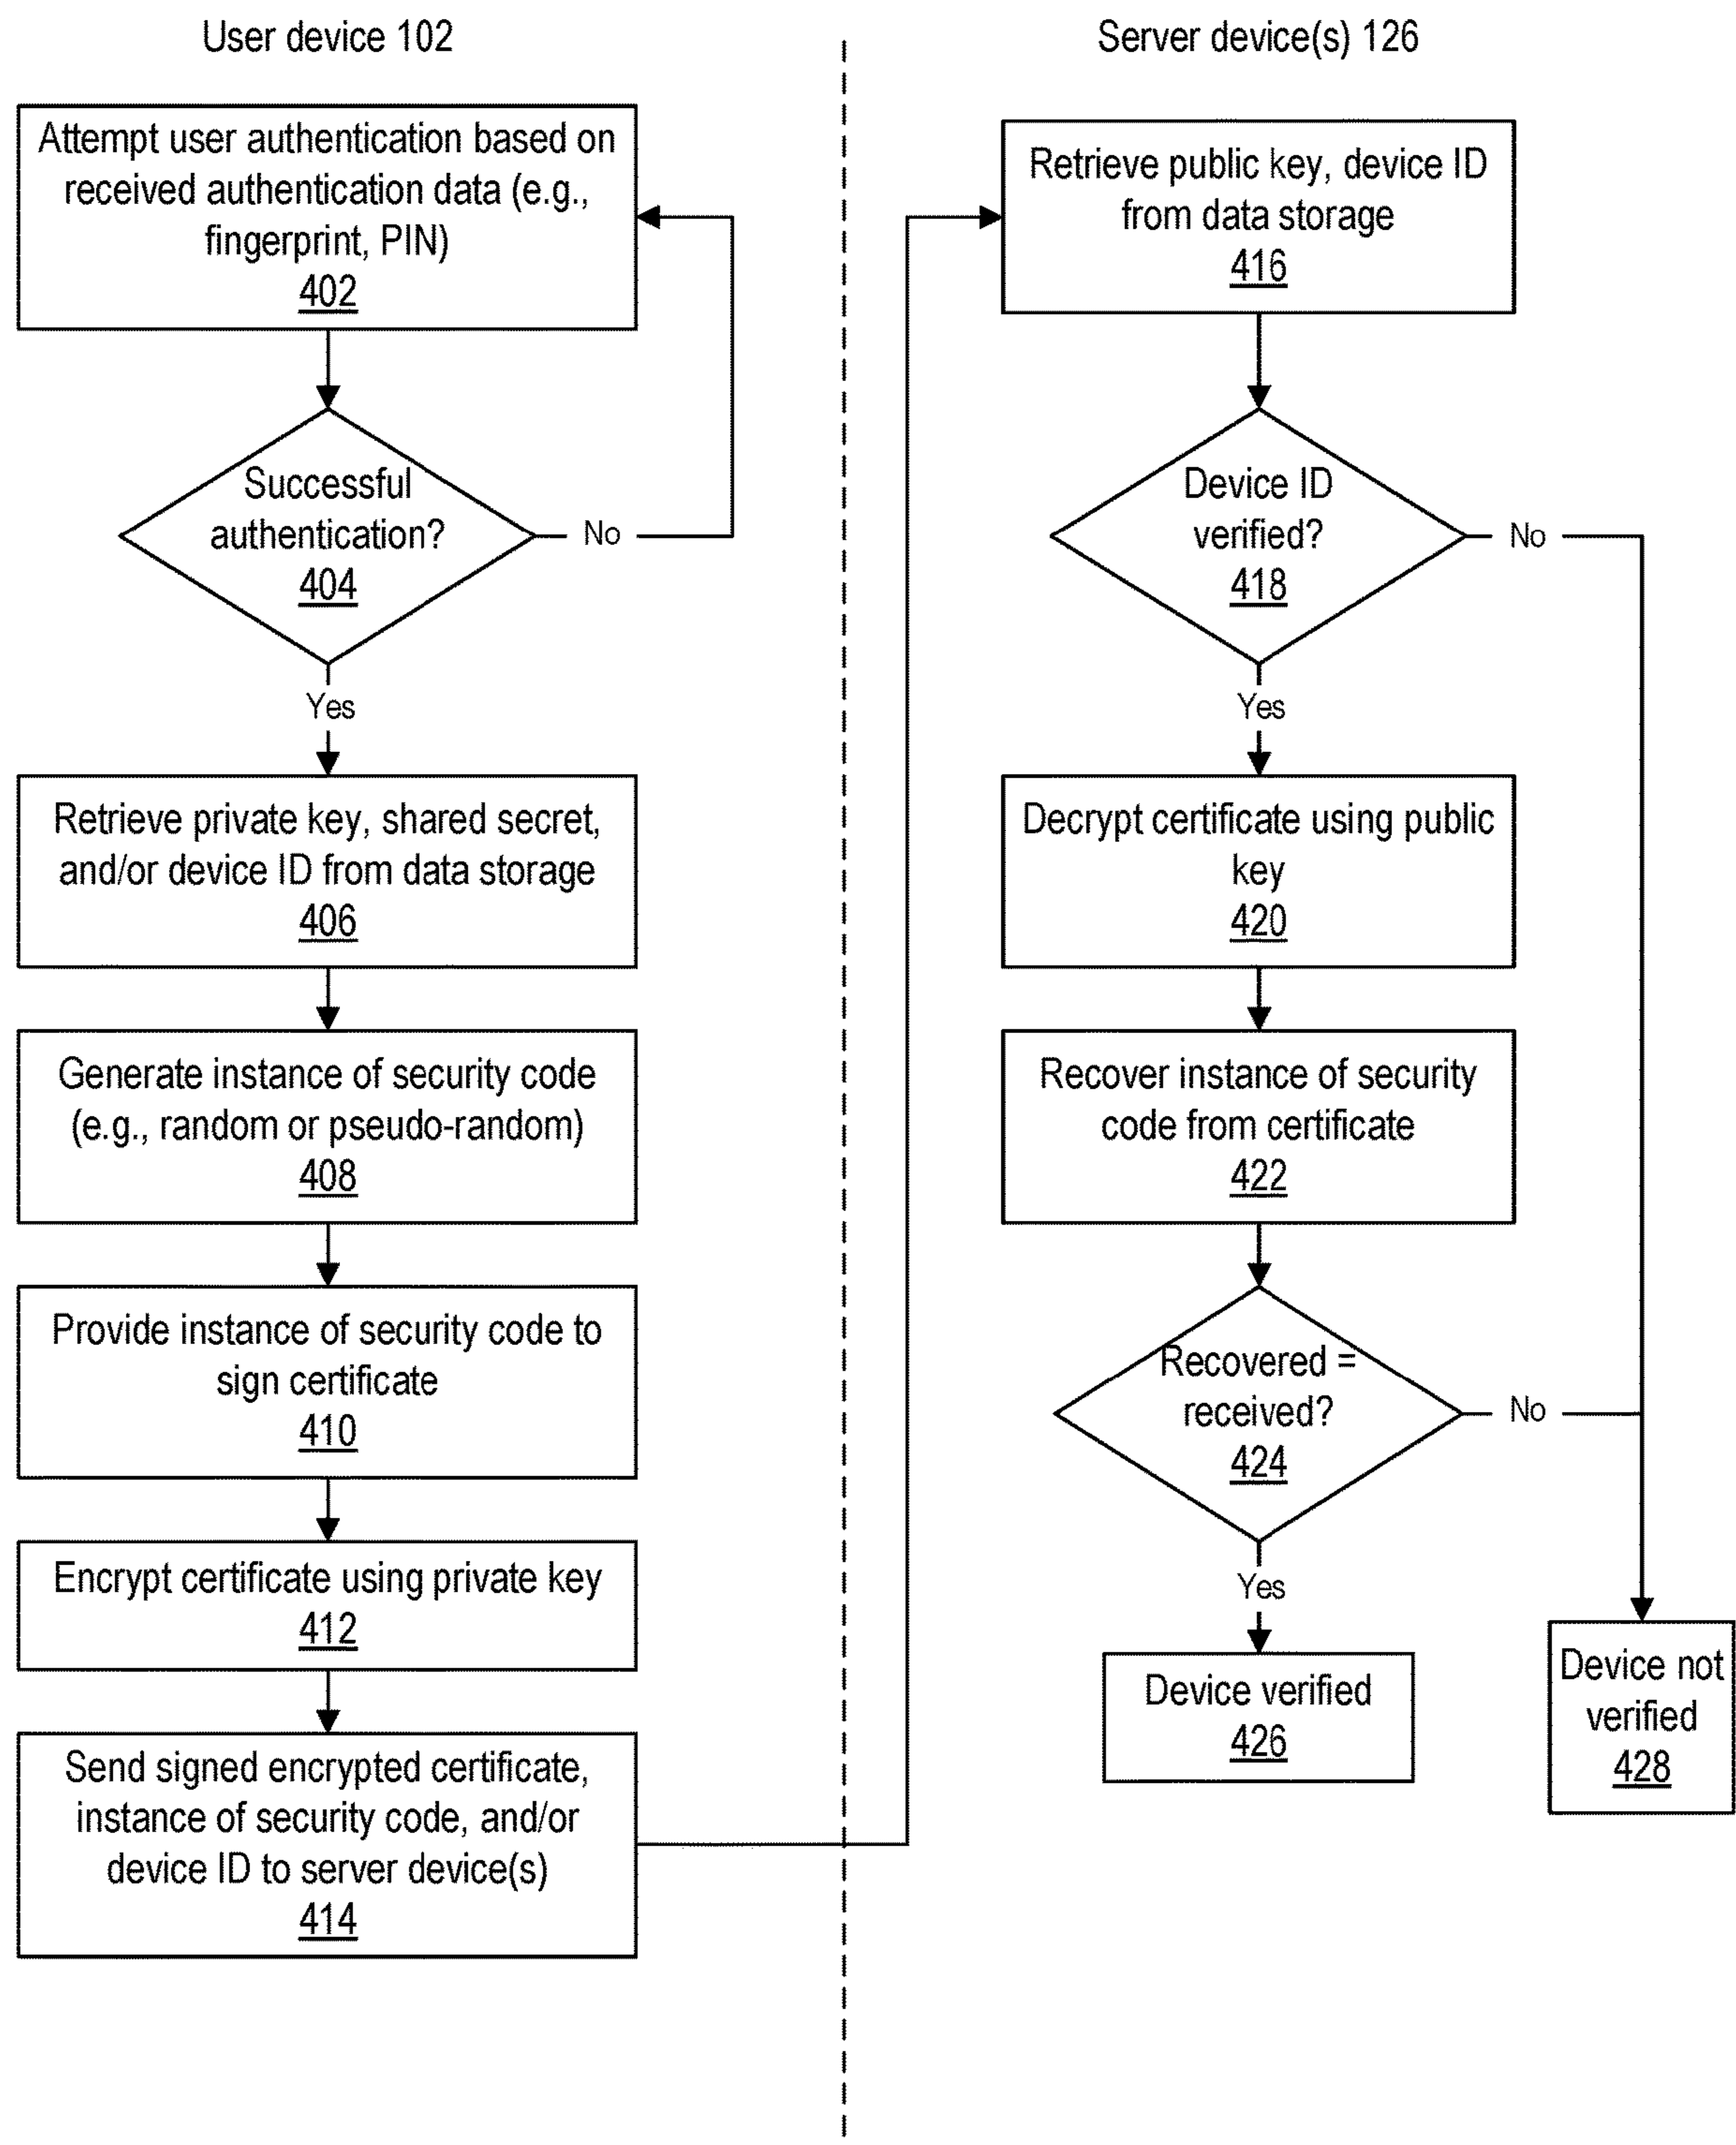 User device 102
Attempt user authentication based on
received authentication data (e.g.,
fingerprint, PIN)
402
Successful
authentication?
404
No
Yes
Retrieve private key, shared secret,
and/or device ID from data storage
406
Generate instance of security code
(e.g., random or pseudo-random)
408
Provide instance of security code to
sign certificate
410
Encrypt certificate using private key
412
Send signed encrypted certificate,
instance of security code, and/or
device ID to server device(s)
414
Server device(s) 126
Retrieve public key, device ID
from data storage
416
Device ID
verified?
418
No
Yes
Decrypt certificate using public
key
420
Recover instance of security
code from certificate
422
Recovered =
received?
424
No
Yes
Device verified
426
Device not
verified
428